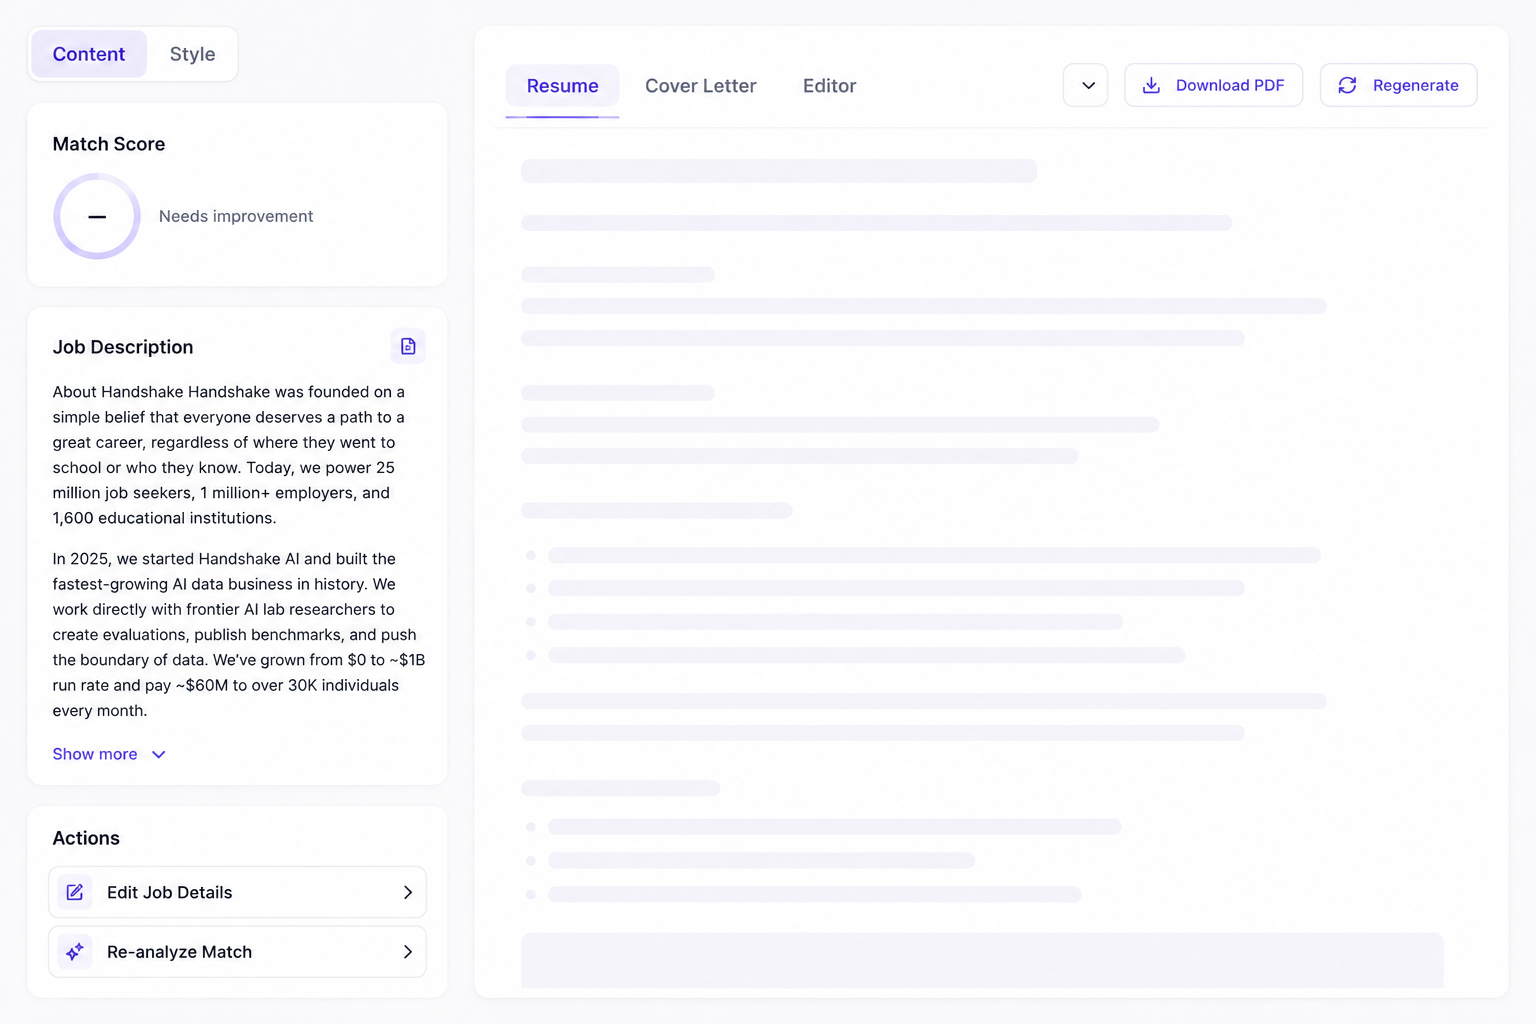 Content
Style
Match Score
–
Needs improvement
Job Description
About Handshake Handshake was founded on a
simple belief that everyone deserves a path to a
great career, regardless of where they went to
school or who they know. Today, we power 25
million job seekers, 1 million+ employers, and
1,600 educational institutions.
In 2025, we started Handshake AI and built the
fastest-growing AI data business in history. We
work directly with frontier AI lab researchers to
create evaluations, publish benchmarks, and push
the boundary of data. We've grown from $0 to ~$1B
run rate and pay ~$60M to over 30K individuals
every month.
Show more
Actions
Edit Job Details
Re-analyze Match
Resume
Cover Letter
Editor
Download PDF
Regenerate